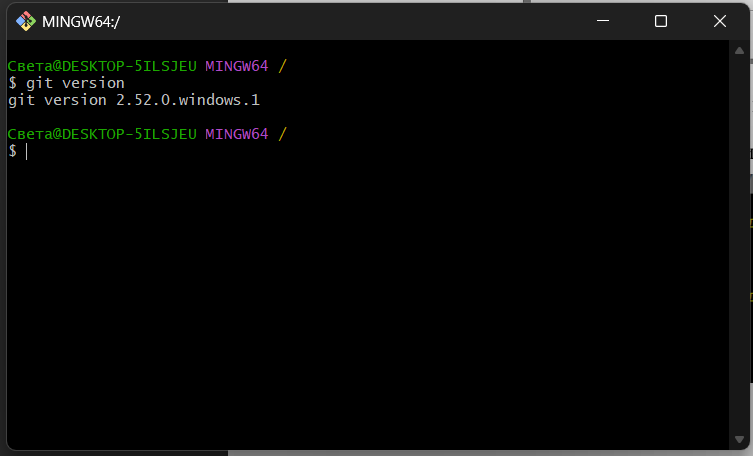 MINGW64:/
Света@DESKTOP-5ILSJEU MINGW64 /
$ git version
git version 2.52.0.windows.1
Света@DESKTOP-5ILSJEU MINGW64 /
$